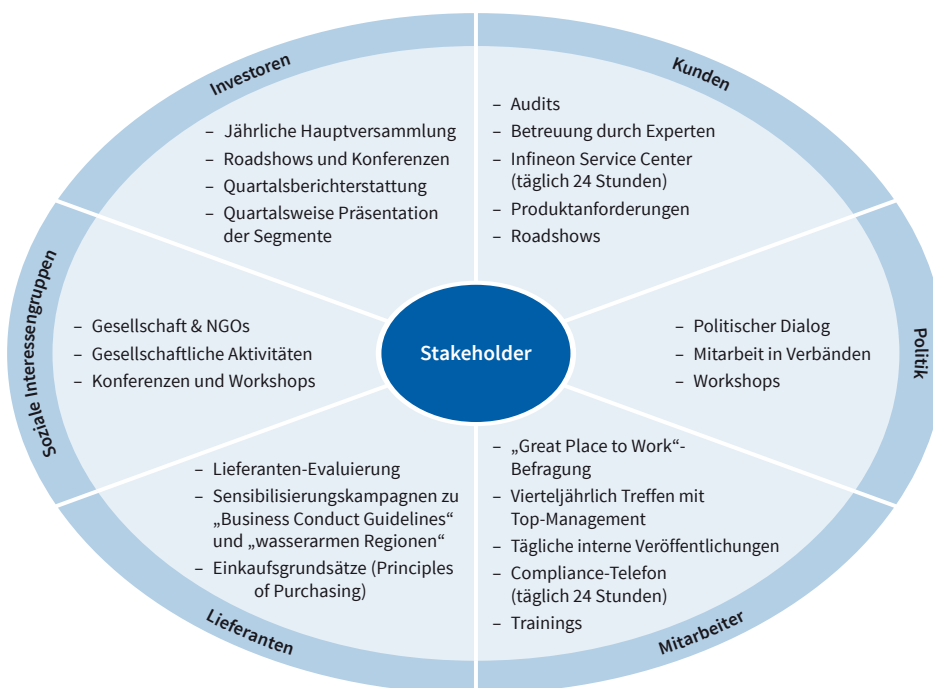 Investoren
– Jährliche Hauptversammlung
– Roadshows und Konferenzen
– Quartalsberichterstattung
– Quartalsweise Präsentation
der Segmente
Kunden
– Audits
– Betreuung durch Experten
– Infineon Service Center
(täglich 24 Stunden)
– Produktanforderungen
– Roadshows
Soziale Interessengruppen
– Gesellschaft & NGOs
– Gesellschaftliche Aktivitäten
– Konferenzen und Workshops
Stakeholder
Politik
– Politischer Dialog
– Mitarbeit in Verbänden
– Workshops
Lieferanten
– Lieferanten-Evaluierung
– Sensibilisierungskampagnen zu
„Business Conduct Guidelines“
und „wasserarmen Regionen“
– Einkaufsgrundsätze (Principles
of Purchasing)
Mitarbeiter
– „Great Place to Work“-
Befragung
– Vierteljährlich Treffen mit
Top-Management
– Tägliche interne Veröffentlichungen
– Compliance-Telefon
(täglich 24 Stunden)
– Trainings